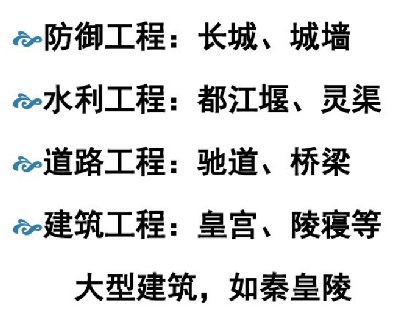 防御工程：长城、城墙
水利工程：都江堰、灵渠
道路工程：驰道、桥梁
建筑工程：皇宫、陵寝等
大型建筑，如秦皇陵